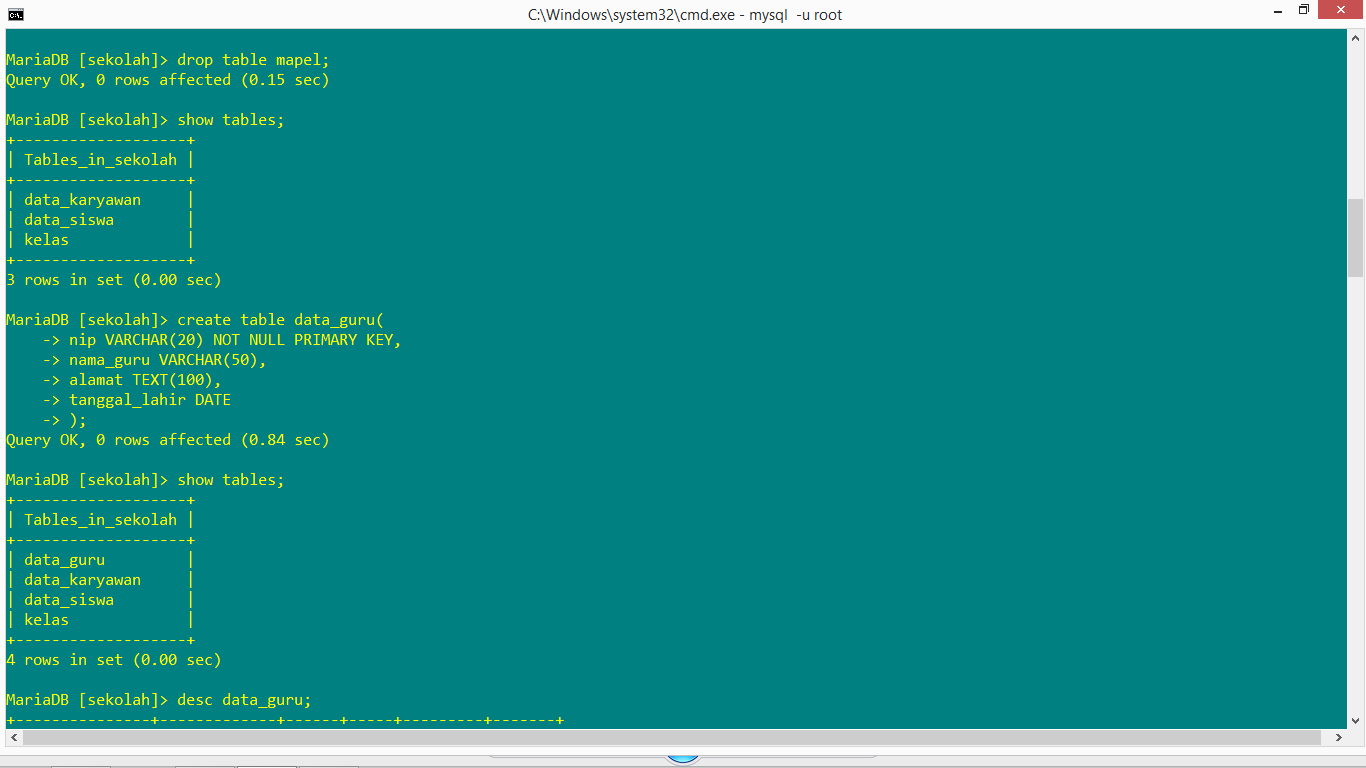 C:\Windows\system32\cmd.exe - mysql  -u root
MariaDB [sekolah]> drop table mapel;
Query OK, 0 rows affected (0.15 sec)
MariaDB [sekolah]> show tables;
+-------------------+
| Tables_in_sekolah |
+-------------------+
| data_karyawan     |
| data_siswa        |
| kelas             |
+-------------------+
3 rows in set (0.00 sec)
MariaDB [sekolah]> create table data_guru(
    -> nip VARCHAR(20) NOT NULL PRIMARY KEY,
    -> nama_guru VARCHAR(50),
    -> alamat TEXT(100),
    -> tanggal_lahir DATE
    -> );
Query OK, 0 rows affected (0.84 sec)
MariaDB [sekolah]> show tables;
+-------------------+
| Tables_in_sekolah |
+-------------------+
| data_guru         |
| data_karyawan     |
| data_siswa        |
| kelas             |
+-------------------+
4 rows in set (0.00 sec)
MariaDB [sekolah]> desc data_guru;
+---------------+-------------+------+-----+---------+-------+